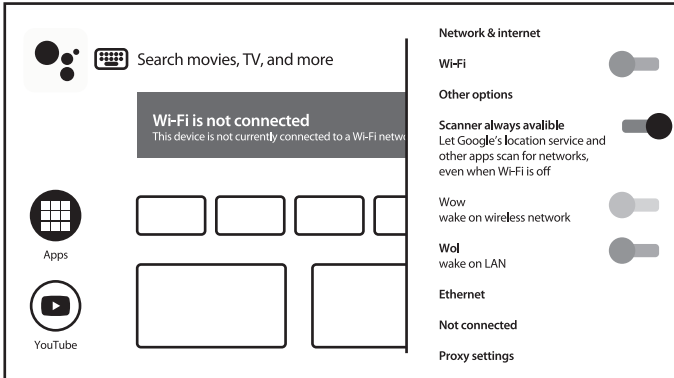 Search movies, TV, and more
Wi-Fi is not connected
This device is not currently connected to a Wi-Fi netwo
Apps
YouTube
Network & internet
Wi-Fi
Other options
Scanner always avalible
Let Google's location service and
other apps scan for networks,
even when Wi-Fi is off
Wow
wake on wireless network
Wol
wake on LAN
Ethernet
Not connected
Proxy settings